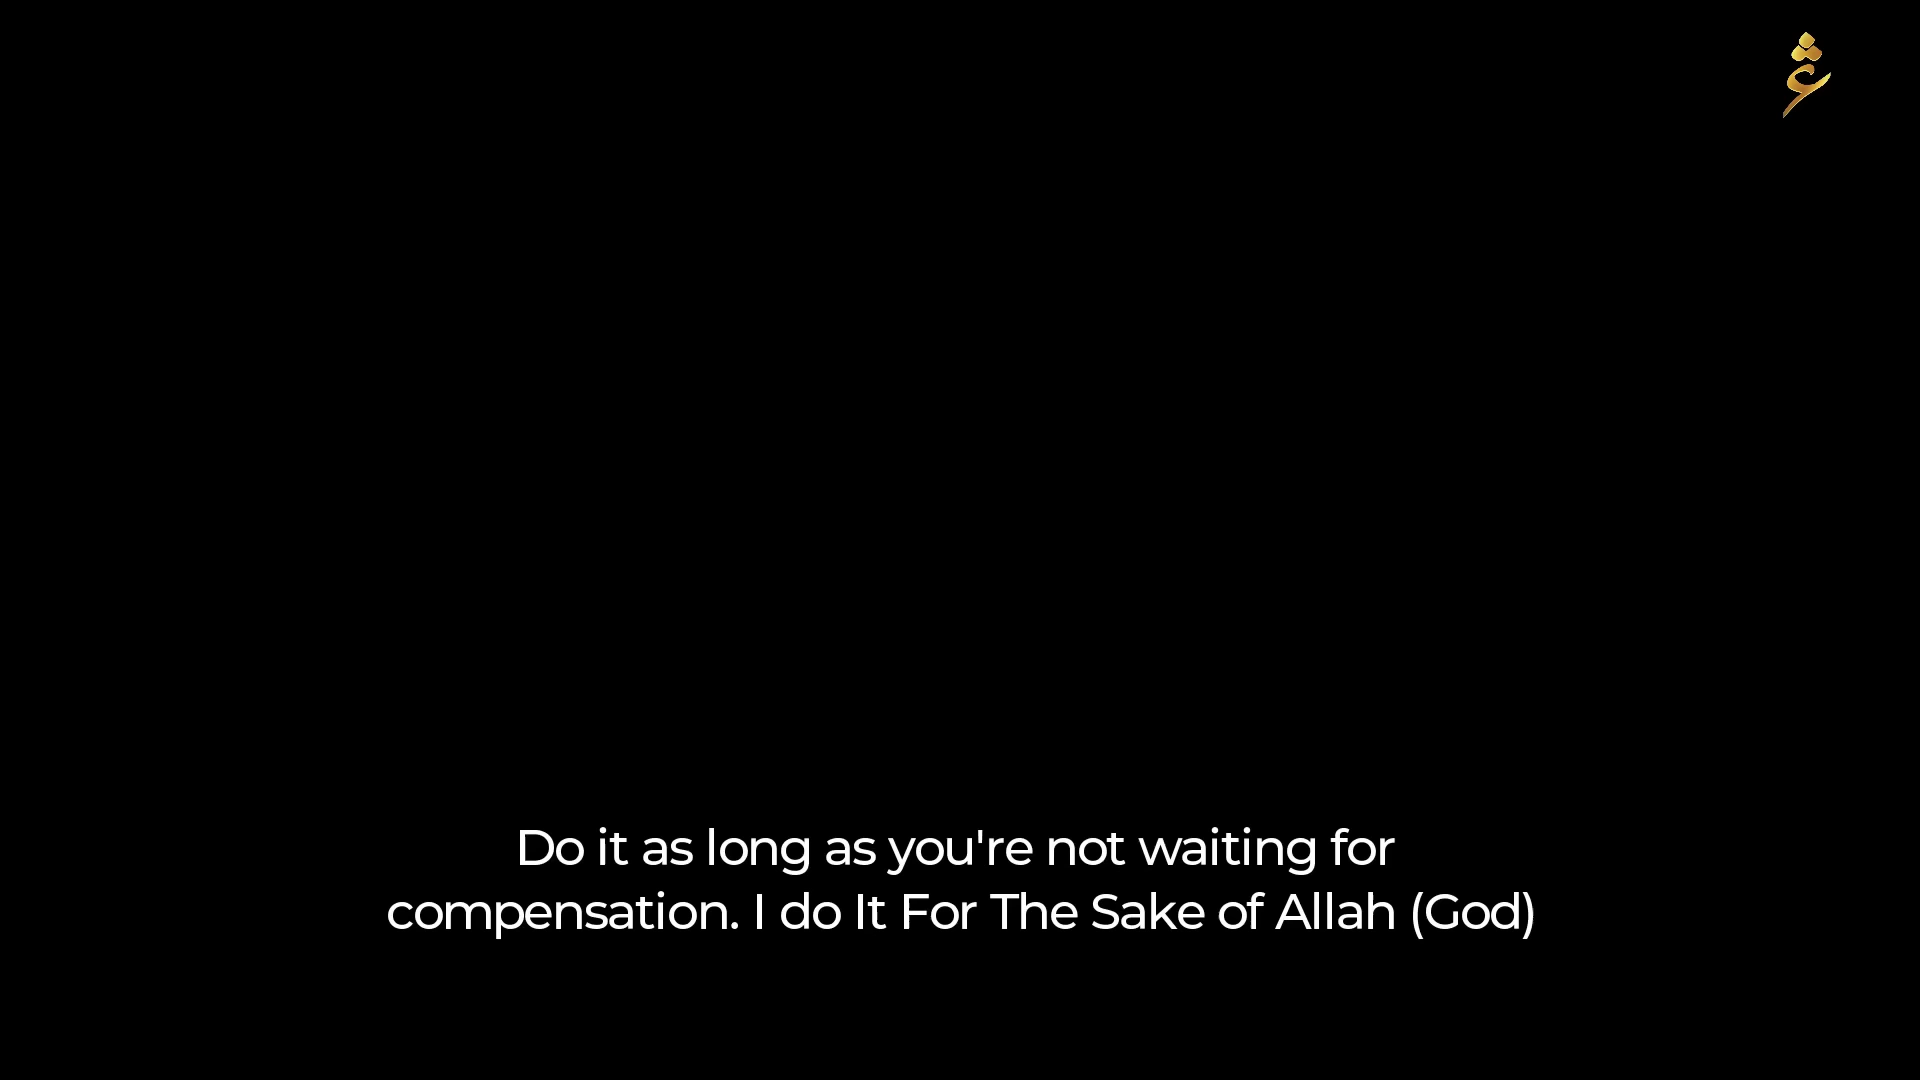 Do it as long as you're not waiting for
compensation. I do It For The Sake of Allah (God)